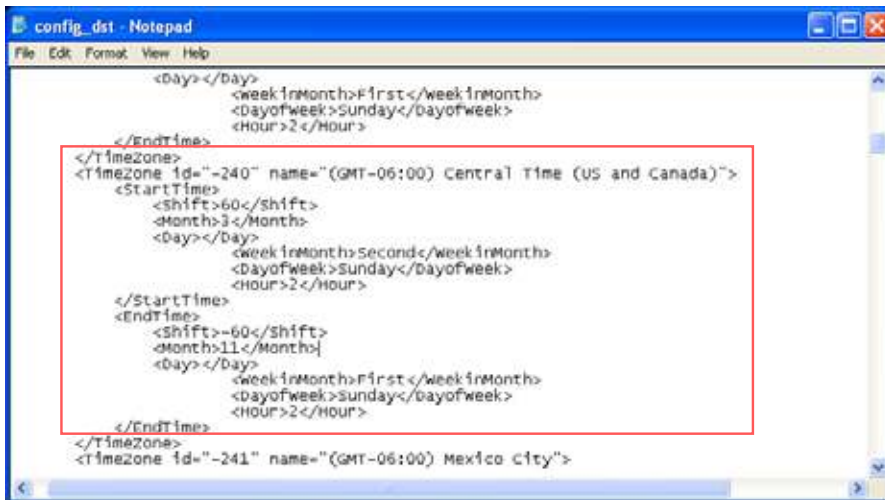 config_dst - Notepad
File Edit Format View Help
<Day></Day>
<WeekinMonth>First</WeekinMonth>
<DayofWeek>Sunday</DayofWeek>
<Hour>2</Hour>
</EndTime>
</TimeZone>
<TimeZone id="-240" name="(GMT-06:00) Central Time (US and Canada)">
<StartTime>
<Shift>60</Shift>
<Month>3</Month>
<Day></Day>
<WeekinMonth>Second</WeekinMonth>
<DayofWeek>Sunday</DayofWeek>
<Hour>2</Hour>
</StartTime>
<EndTime>
<Shift>-60</Shift>
<Month>11</Month>
<Day></Day>
<WeekinMonth>First</WeekinMonth>
<DayofWeek>Sunday</DayofWeek>
<Hour>2</Hour>
</EndTime>
</TimeZone>
<TimeZone id="-241" name="(GMT-06:00) Mexico City">